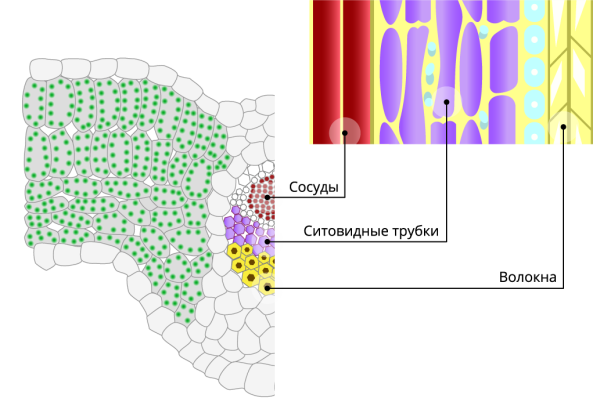 Сосуды
Ситовидные трубки
Волокна